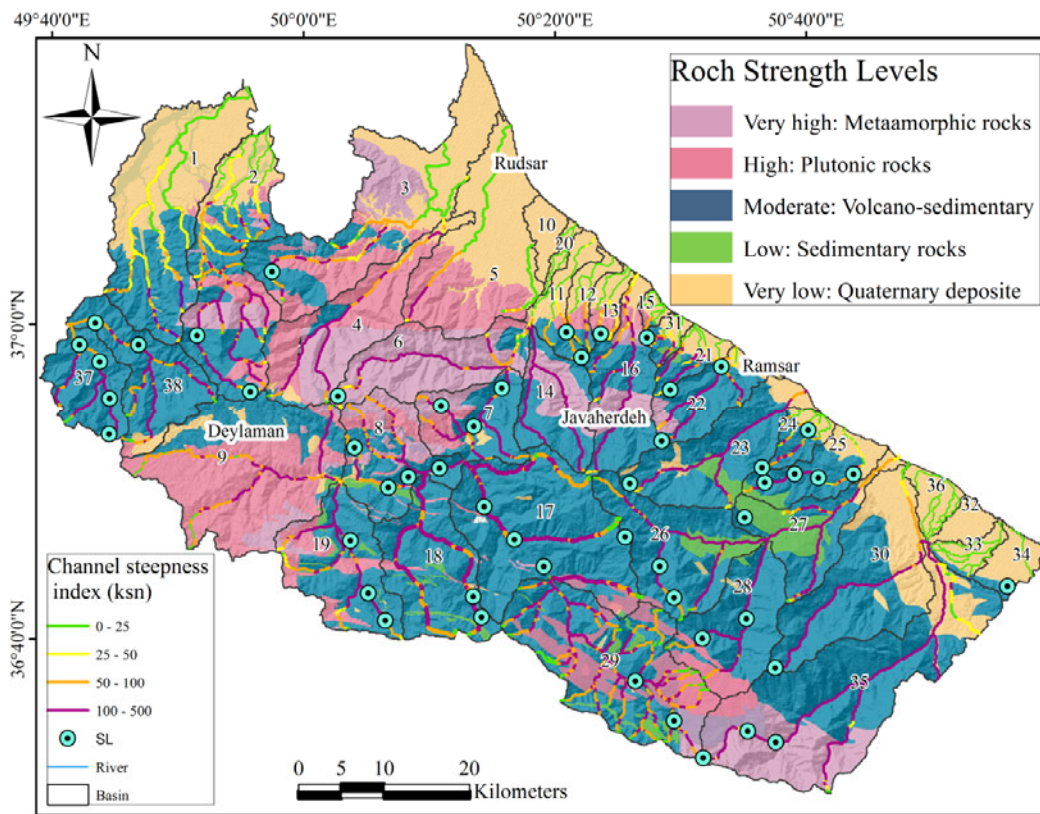 49°40'0"E
50°0'0"E
50°20'0"E
50°40'0"E
N
Roch Strength Levels
Very high: Metaamorphic rocks
High: Plutonic rocks
Moderate: Volcano-sedimentary
Low: Sedimentary rocks
Very low: Quaternary deposite
37°0'0"N
36°40'0"N
1
2
3
Rudsar
10
20
5
11
12
13
15
31
4
6
16
21
Ramsar
37
38
14
22
7
Javaherdeh
Deylaman
8
24
25
23
9
36
32
17
27
26
33
19
18
30
34
28
29
35
Channel steepness
index (ksn)
0 - 25
25 - 50
50 - 100
100 - 500
SL
River
Basin
0 5 10 20
Kilometers